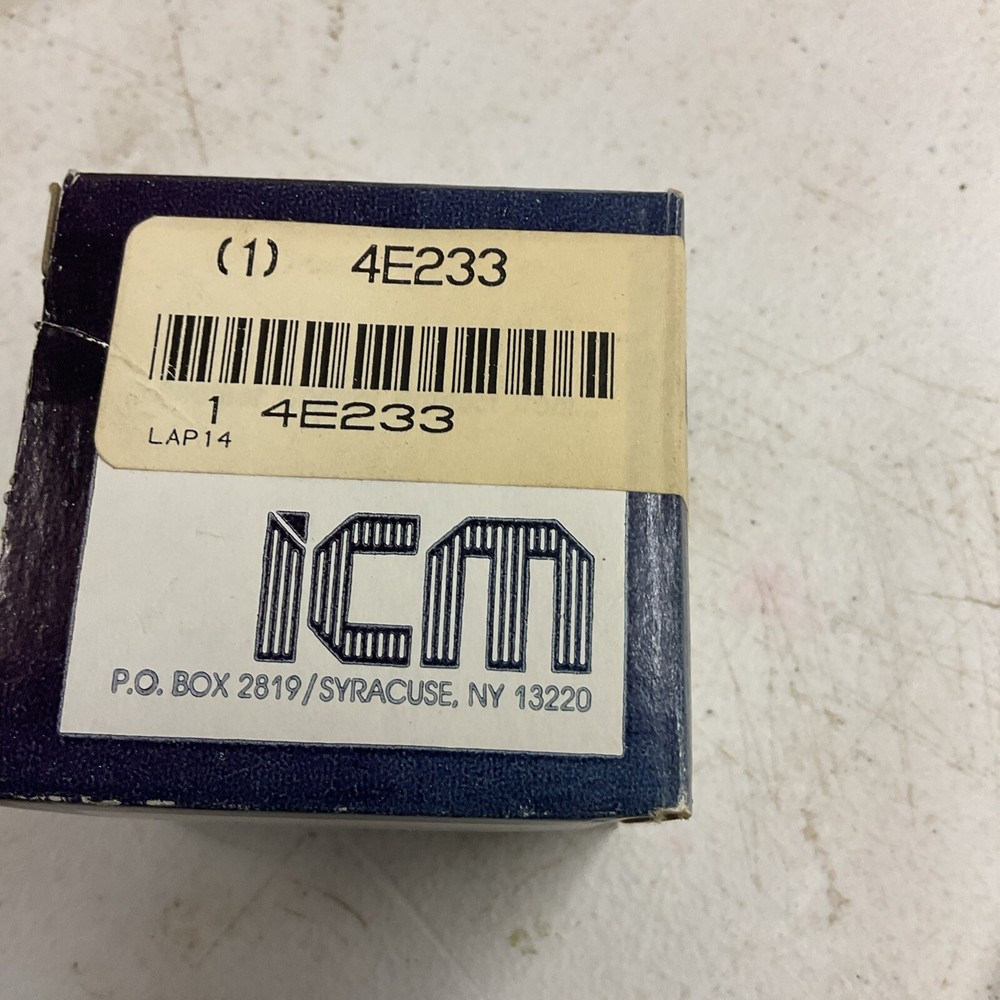 (1) 4E233
1 4E233
LAP14
icm
P.O. BOX 2819/SYRACUSE, NY 13220